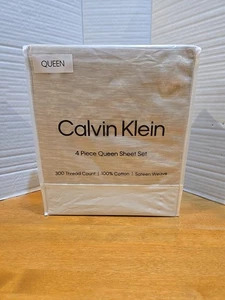 QUEEN
Calvin Klein
4 Piece Queen Sheet Set
300 Thread Count | 100% Cotton | Sateen Weave